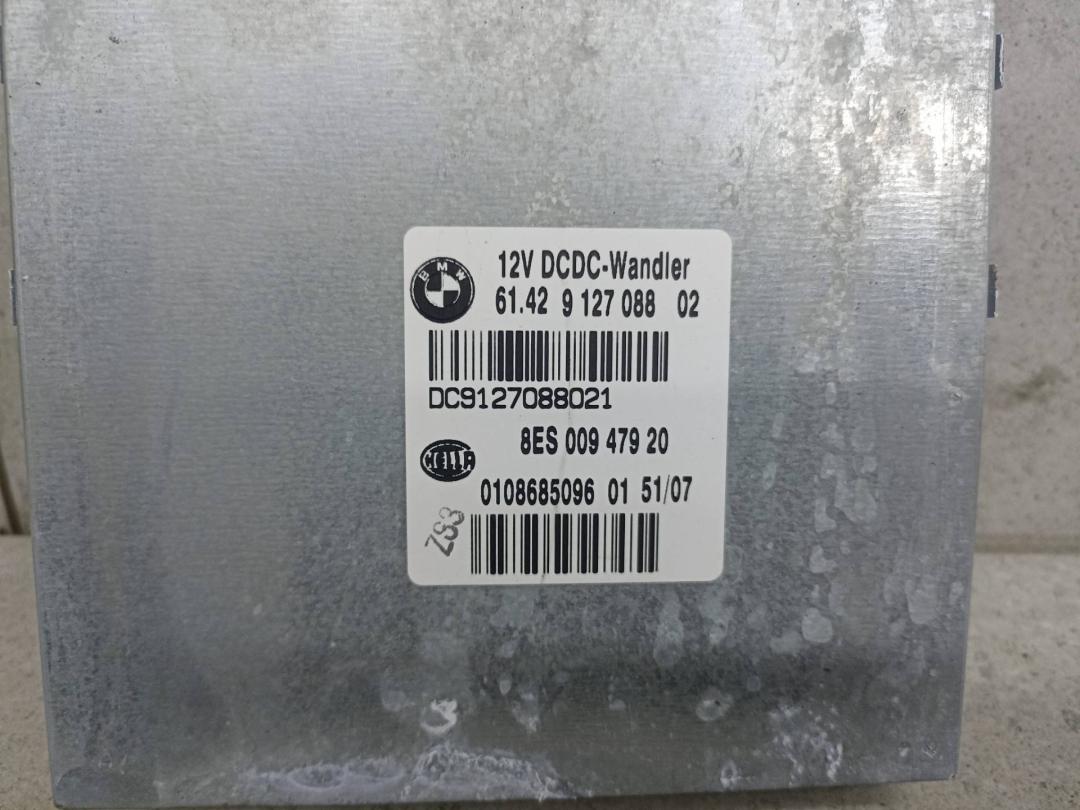 BMW
12V DCDC-Wandler
61.42 9 127 088 02
DC9127088021
8ES 009 479 20
HELLA
0108685096 01 51/07
ZS3